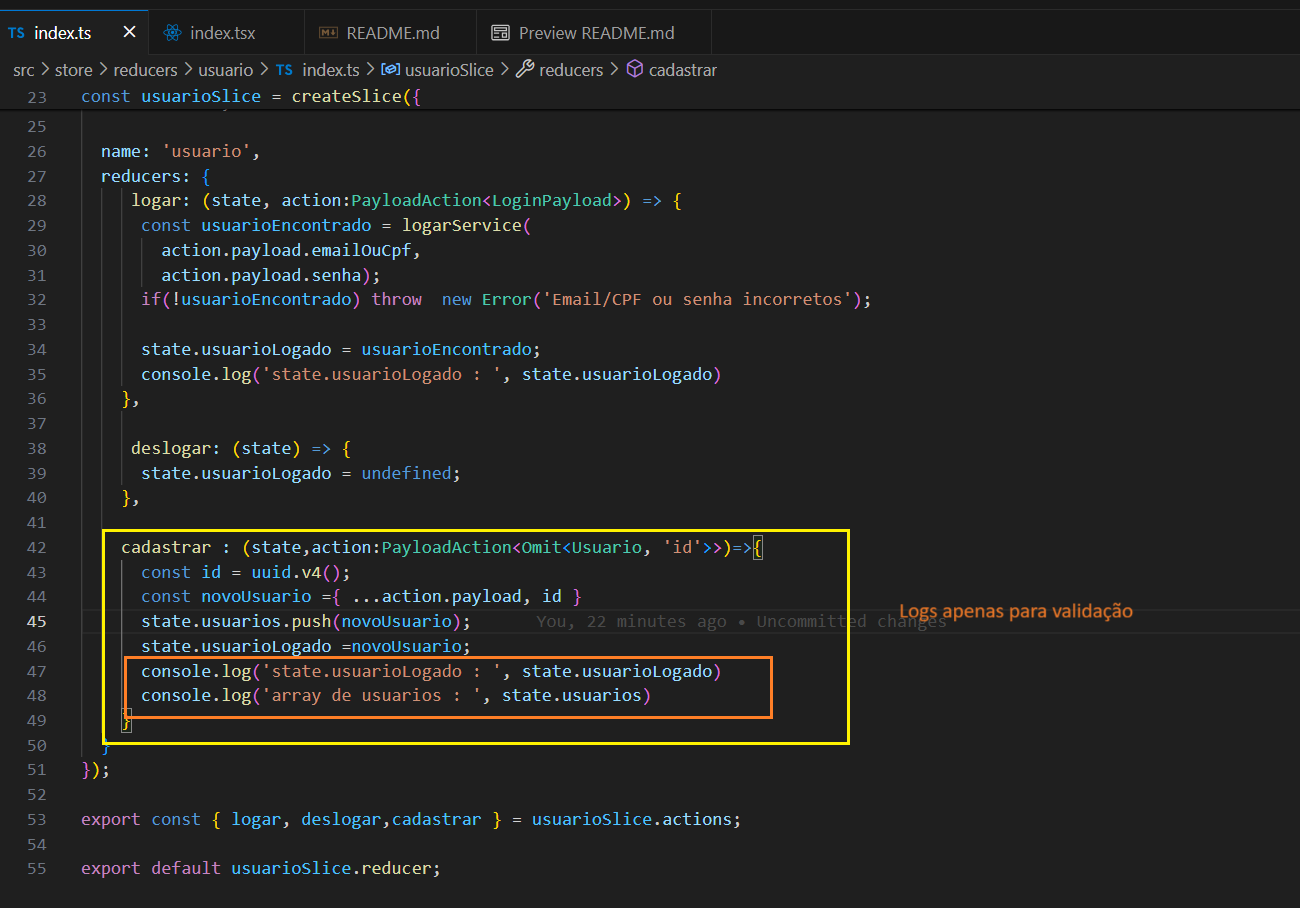 TS index.ts × index.tsx README.md Preview README.md
src > store > reducers > usuario > TS index.ts > usuarioSlice > reducers > cadastrar
23 const usuarioSlice = createSlice({
25
26 name: 'usuario',
27 reducers: {
28 logar: (state, action:PayloadAction<LoginPayload>) => {
29 const usuarioEncontrado = logarService(
30 action.payload.emailOuCpf,
31 action.payload.senha);
32 if(!usuarioEncontrado) throw  new Error('Email/CPF ou senha incorretos');
33
34 state.usuarioLogado = usuarioEncontrado;
35 console.log('state.usuarioLogado : ', state.usuarioLogado)
36 },
37
38 deslogar: (state) => {
39 state.usuarioLogado = undefined;
40 },
41
42 cadastrar : (state,action:PayloadAction<Omit<Usuario, 'id'>>)=>{
43 const id = uuid.v4();
44 const novoUsuario ={ ...action.payload, id }
Logs apenas para validação
45 state.usuarios.push(novoUsuario); You, 22 minutes ago • Uncommitted changes
46 state.usuarioLogado =novoUsuario;
47 console.log('state.usuarioLogado : ', state.usuarioLogado)
48 console.log('array de usuarios : ', state.usuarios)
49 }
50 }
51 });
52
53 export const { logar, deslogar,cadastrar } = usuarioSlice.actions;
54
55 export default usuarioSlice.reducer;